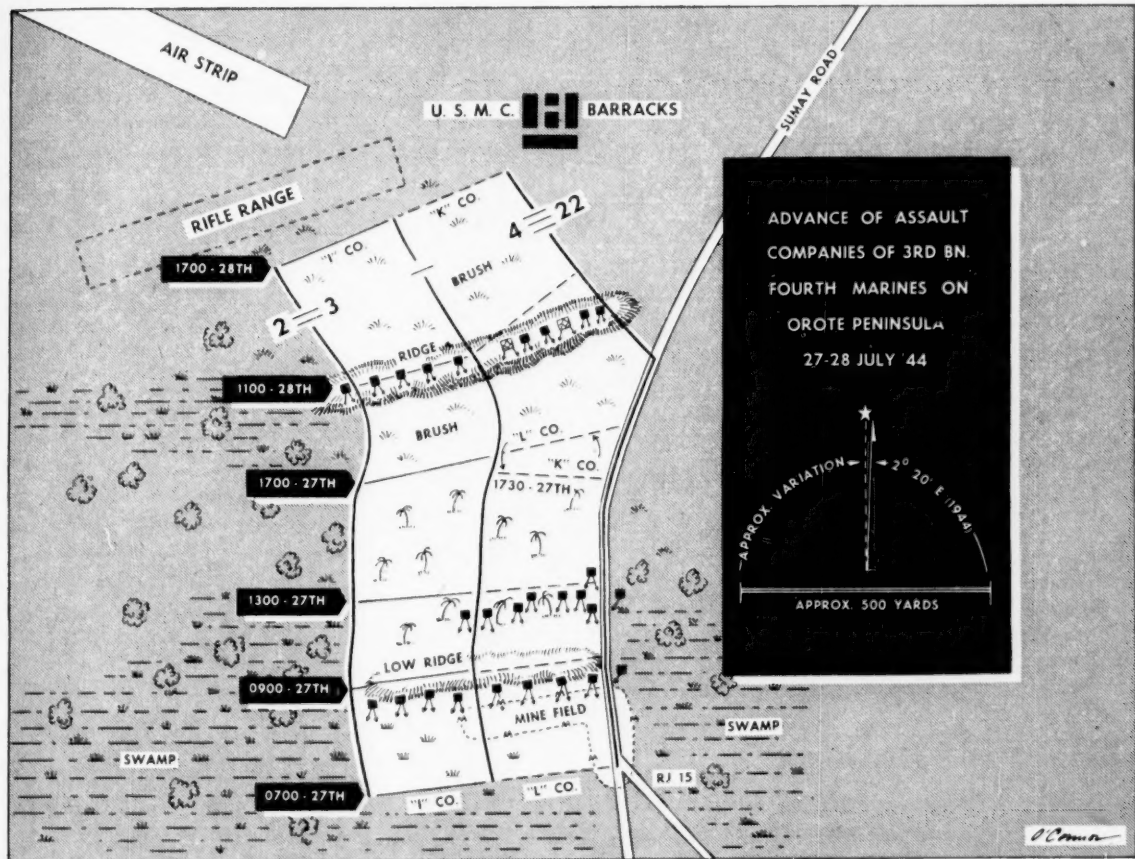 AIR STRIP
U. S. M. C. BARRACKS
SUMAY ROAD
RIFLE RANGE
"I" CO.
"K" CO.
4 22
1700 - 28TH
BRUSH
2 3
RIDGE
1100 - 28TH
BRUSH
"L" CO.
"K" CO.
1700 - 27TH
1730 - 27TH
1300 - 27TH
LOW RIDGE
0900 - 27TH
MINE FIELD
SWAMP
SWAMP
RJ 15
0700 - 27TH
"I" CO.
"L" CO.
ADVANCE OF ASSAULT
COMPANIES OF 3RD BN.
FOURTH MARINES ON
OROTE PENINSULA
27-28 JULY '44
APPROX. VARIATION
2° 20' E (1944)
APPROX. 500 YARDS
O'Connor